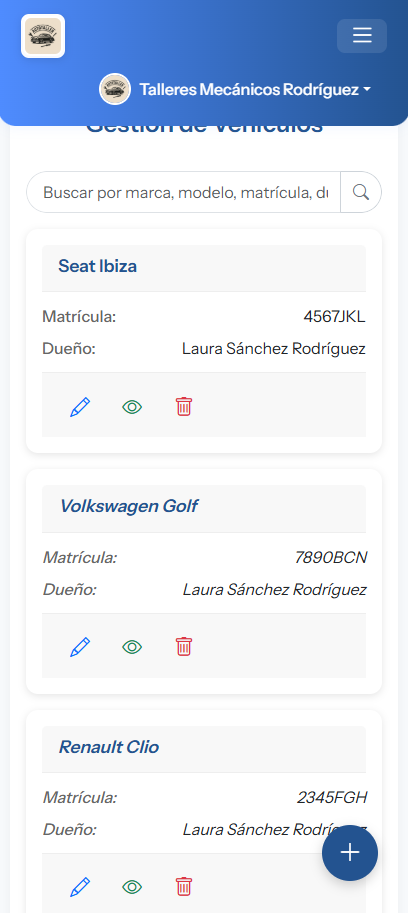 Talleres Mecánicos Rodríguez
Gestión de Vehículos
Buscar por marca, modelo, matrícula, du
Seat Ibiza
Matrícula: 4567JKL
Dueño: Laura Sánchez Rodríguez
Volkswagen Golf
Matrícula: 7890BCN
Dueño: Laura Sánchez Rodríguez
Renault Clio
Matrícula: 2345FGH
Dueño: Laura Sánchez